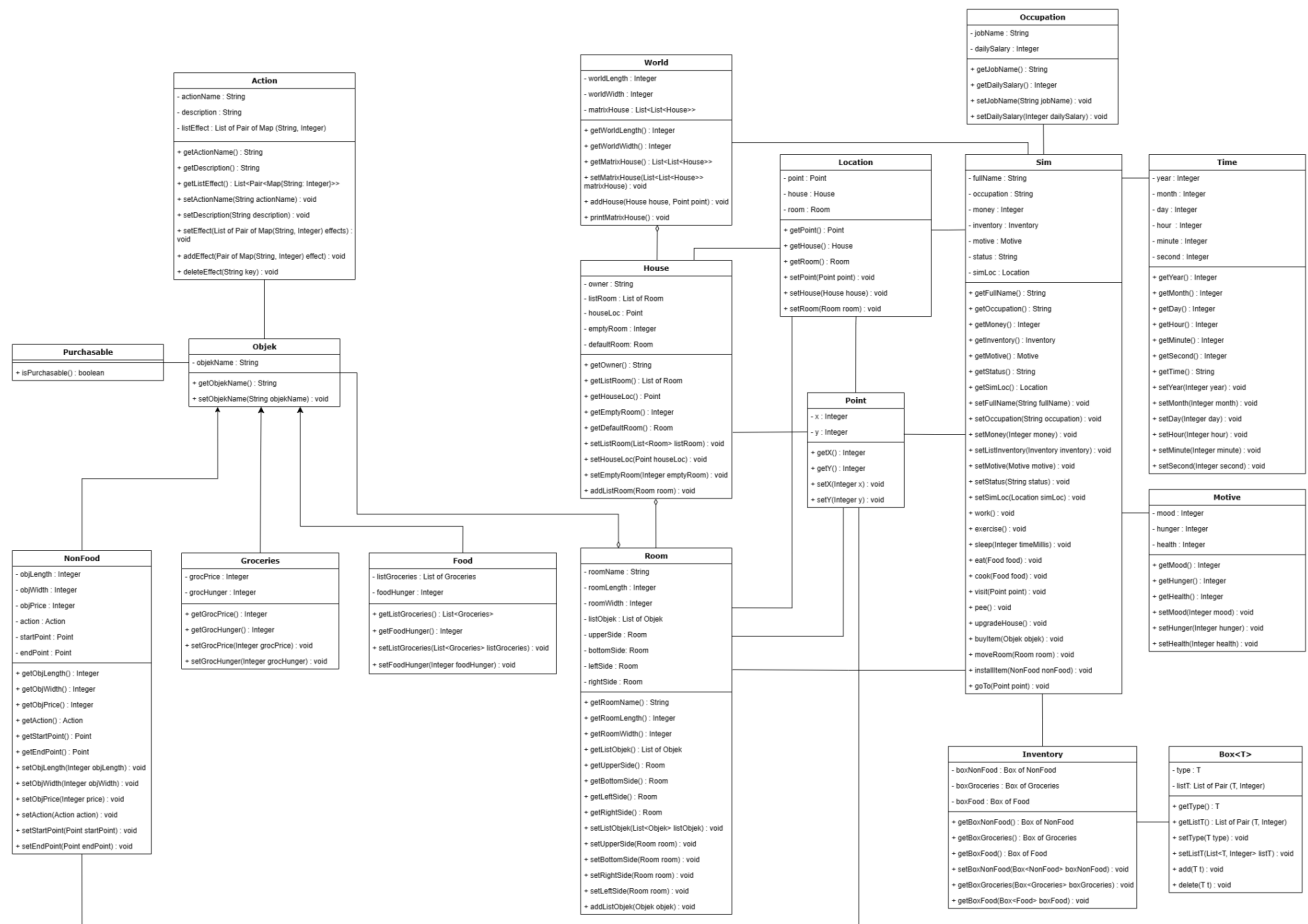 Occupation
- jobName : String
- dailySalary : Integer
+ getJobName() : String
+ getDailySalary() : Integer
+ setJobName(String jobName) : void
+ setDailySalary(Integer dailySalary) : void
World
- worldLength : Integer
- worldWidth : Integer
- matrixHouse : List<List<House>>
+ getWorldLength() : Integer
+ getWorldWidth() : Integer
+ getMatrixHouse() : List<List<House>>
+ setMatrixHouse(List<List<House>>
matrixHouse) : void
+ addHouse(House house, Point point) : void
+ printMatrixHouse() : void
Action
- actionName : String
- description : String
- listEffect : List of Pair of Map (String, Integer)
+ getActionName() : String
+ getDescription() : String
+ getListEffect() : List<Pair<Map{String: Integer}>>
+ setActionName(String actionName) : void
+ setDescription(String description) : void
+ setEffect(List of Pair of Map(String, Integer) effects) :
void
+ addEffect(Pair of Map(String, Integer) effect) : void
+ deleteEffect(String key) : void
Location
- point : Point
- house : House
- room : Room
+ getPoint() : Point
+ getHouse() : House
+ getRoom() : Room
+ setPoint(Point point) : void
+ setHouse(House house) : void
+ setRoom(Room room) : void
Sim
- fullName : String
- occupation : String
- money : Integer
- inventory : Inventory
- motive : Motive
- status : String
- simLoc : Location
+ getFullName() : String
+ getOccupation() : String
+ getMoney() : Integer
+ getInventory() : Inventory
+ getMotive() : Motive
+ getStatus() : String
+ getSimLoc() : Location
+ setFullName(String fullName) : void
+ setOccupation(String occupation) : void
+ setMoney(Integer money) : void
+ setListInventory(Inventory inventory) : void
+ setMotive(Motive motive) : void
+ setStatus(String status) : void
+ setSimLoc(Location simLoc) : void
+ work() : void
+ exercise() : void
+ sleep(Integer timeMillis) : void
+ eat(Food food) : void
+ cook(Food food) : void
+ visit(Point point) : void
+ pee() : void
+ upgradeHouse() : void
+ buyItem(Objek objek) : void
+ moveRoom(Room room) : void
+ installItem(NonFood nonFood) : void
+ goTo(Point point) : void
Time
- year : Integer
- month : Integer
- day : Integer
- hour : Integer
- minute : Integer
- second : Integer
+ getYear() : Integer
+ getMonth() : Integer
+ getDay() : Integer
+ getHour() : Integer
+ getMinute() : Integer
+ getSecond() : Integer
+ getTime() : String
+ setYear(Integer year) : void
+ setMonth(Integer month) : void
+ setDay(Integer day) : void
+ setHour(Integer hour) : void
+ setMinute(Integer minute) : void
+ setSecond(Integer second) : void
House
- owner : String
- listRoom : List of Room
- houseLoc : Point
- emptyRoom : Integer
- defaultRoom: Room
+ getOwner() : String
+ getListRoom() : List of Room
+ getHouseLoc() : Point
+ getEmptyRoom() : Integer
+ getDefaultRoom() : Room
+ setListRoom(List<Room> listRoom) : void
+ setHouseLoc(Point houseLoc) : void
+ setEmptyRoom(Integer emptyRoom) : void
+ addListRoom(Room room) : void
Purchasable
+ isPurchasable() : boolean
Objek
- objekName : String
+ getObjekName() : String
+ setObjekName(String objekName) : void
Point
- x : Integer
- y : Integer
+ getX() : Integer
+ getY() : Integer
+ setX(Integer x) : void
+ setY(Integer y) : void
Motive
- mood : Integer
- hunger : Integer
- health : Integer
+ getMood() : Integer
+ getHunger() : Integer
+ getHealth() : Integer
+ setMood(Integer mood) : void
+ setHunger(Integer hunger) : void
+ setHealth(Integer health) : void
NonFood
- objLength : Integer
- objWidth : Integer
- objPrice : Integer
- action : Action
- startPoint : Point
- endPoint : Point
+ getObjLength() : Integer
+ getObjWidth() : Integer
+ getObjPrice() : Integer
+ getAction() : Action
+ getStartPoint() : Point
+ getEndPoint() : Point
+ setObjLength(Integer objLength) : void
+ setObjWidth(Integer objWidth) : void
+ setObjPrice(Integer price) : void
+ setAction(Action action) : void
+ setStartPoint(Point startPoint) : void
+ setEndPoint(Point endPoint) : void
Groceries
- grocPrice : Integer
- grocHunger : Integer
+ getGrocPrice() : Integer
+ getGrocHunger() : Integer
+ setGrocPrice(Integer grocPrice) : void
+ setGrocHunger(Integer grocHunger) : void
Food
- listGroceries : List of Groceries
- foodHunger : Integer
+ getListGroceries() : List<Groceries>
+ getFoodHunger() : Integer
+ setListGroceries(List<Groceries> listGroceries) : void
+ setFoodHunger(Integer foodHunger) : void
Room
- roomName : String
- roomLength : Integer
- roomWidth : Integer
- listObjek : List of Objek
- upperSide : Room
- bottomSide : Room
- leftSide : Room
- rightSide : Room
+ getRoomName() : String
+ getRoomLength() : Integer
+ getRoomWidth() : Integer
+ getListObjek() : List of Objek
+ getUpperSide() : Room
+ getBottomSide() : Room
+ getLeftSide() : Room
+ getRightSide() : Room
+ setListObjek(List<Objek> listObjek) : void
+ setUpperSide(Room room) : void
+ setBottomSide(Room room) : void
+ setRightSide(Room room) : void
+ setLeftSide(Room room) : void
+ addListObjek(Objek objek) : void
Inventory
- boxNonFood : Box of NonFood
- boxGroceries : Box of Groceries
- boxFood : Box of Food
+ getBoxNonFood() : Box of NonFood
+ getBoxGroceries() : Box of Groceries
+ getBoxFood() : Box of Food
+ setBoxNonFood(Box<NonFood> boxNonFood) : void
+ getBoxGroceries(Box<Groceries> boxGroceries) : void
+ getBoxFood(Box<Food> boxFood) : void
Box<T>
- type : T
- listT: List of Pair (T, Integer)
+ getType() : T
+ getListT() : List of Pair (T, Integer)
+ setType(T type) : void
+ setListT(List<T, Integer> listT) : void
+ add(T t) : void
+ delete(T t) : void